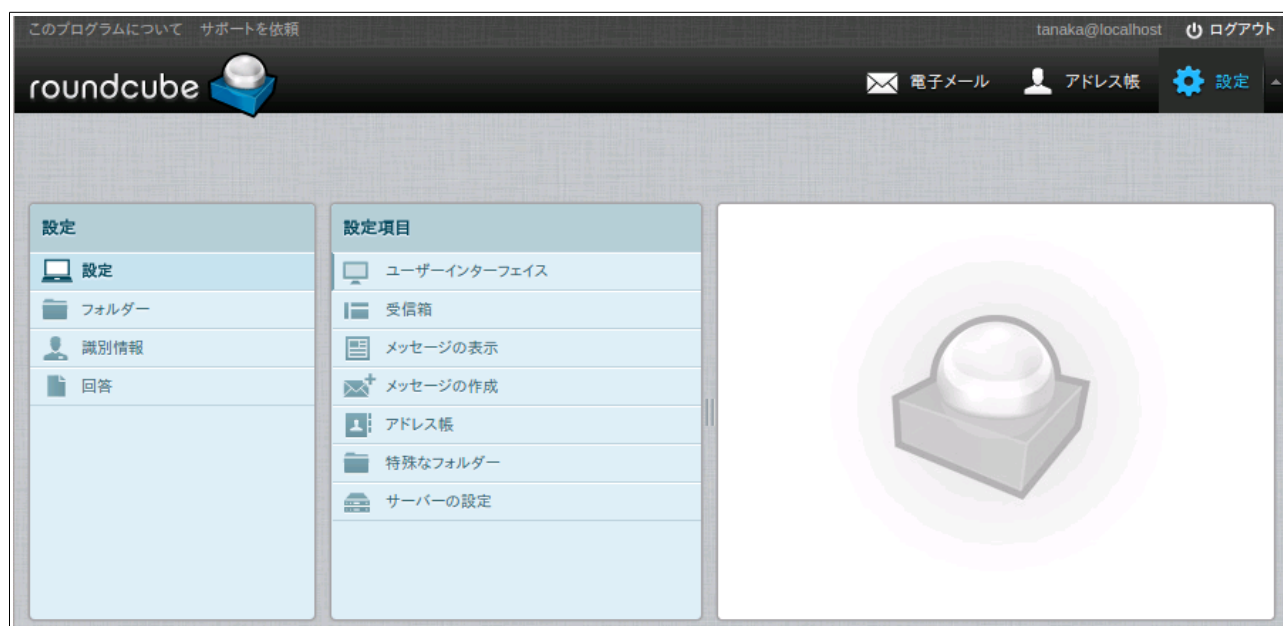 このプログラムについて サポートを依頼 tanaka@localhost ログアウト
roundcube 電子メール アドレス帳 設定
設定
設定
フォルダー
識別情報
回答
設定項目
ユーザーインターフェイス
受信箱
メッセージの表示
メッセージの作成
アドレス帳
特殊なフォルダー
サーバーの設定